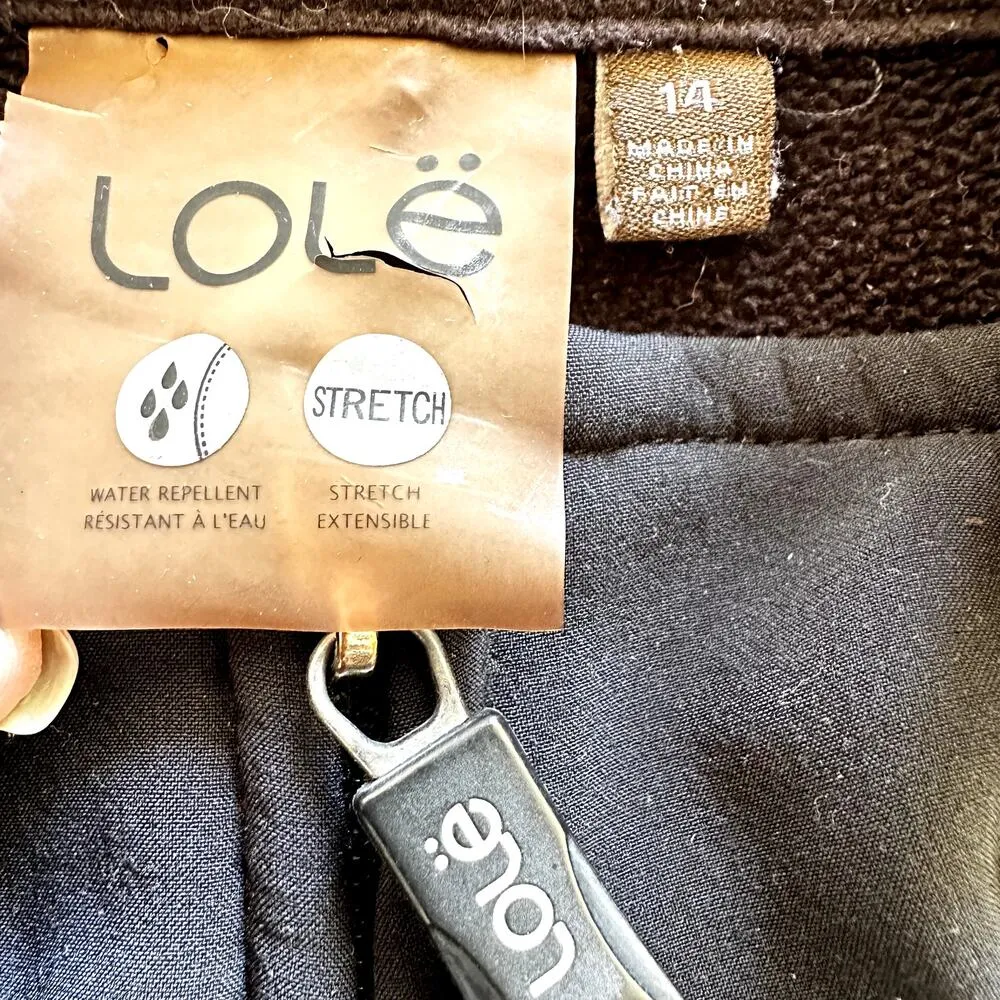 Lolë
STRETCH
WATER REPELLENT
RÉSISTANT À L'EAU
STRETCH
EXTENSIBLE
14
MADE IN
CHINA
FAIT EN
CHINE
Lolë